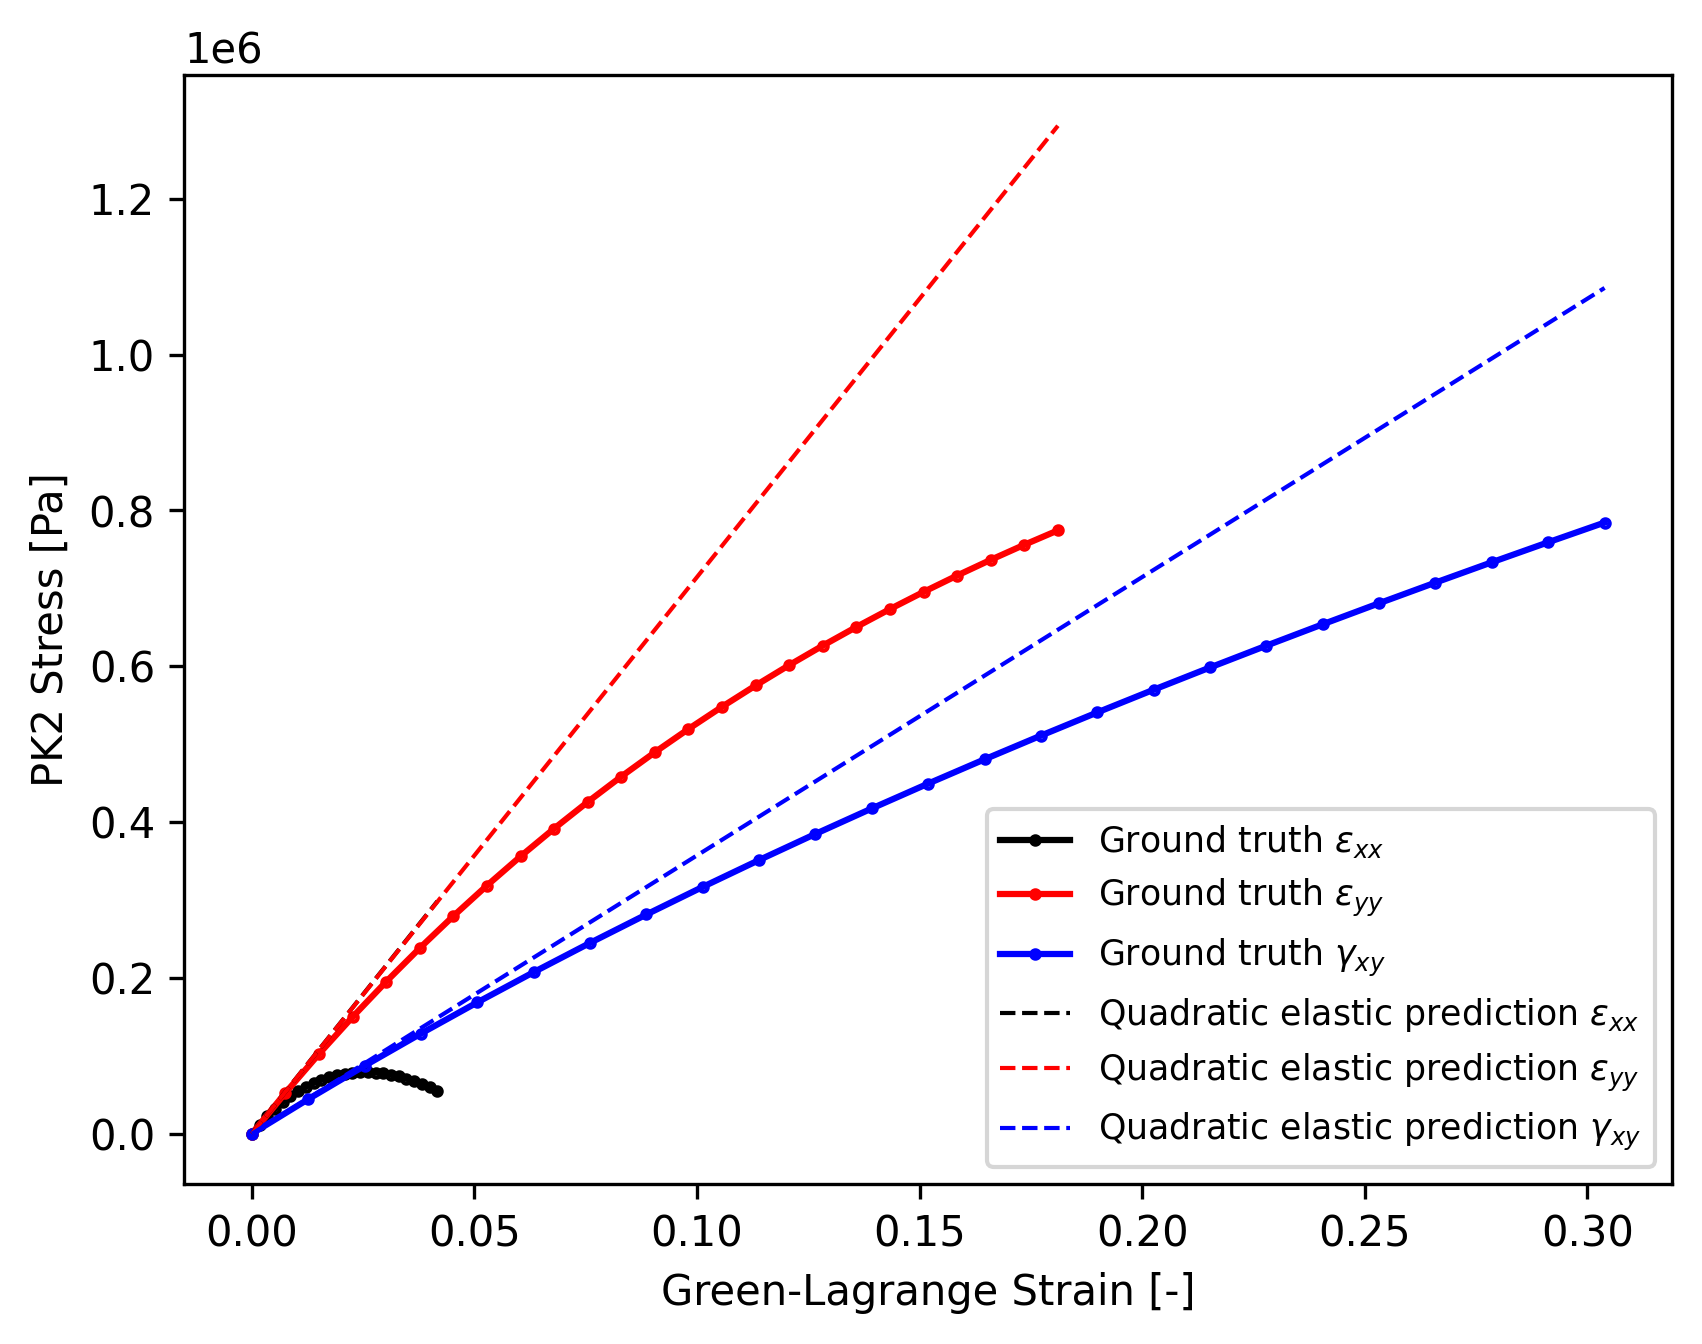 1e6
1.2
1.0
0.8
0.6
0.4
0.2
0.0
PK2 Stress [Pa]
Ground truth εxx
Ground truth εyy
Ground truth γxy
Quadratic elastic prediction εxx
Quadratic elastic prediction εyy
Quadratic elastic prediction γxy
0.00 0.05 0.10 0.15 0.20 0.25 0.30
Green-Lagrange Strain [-]